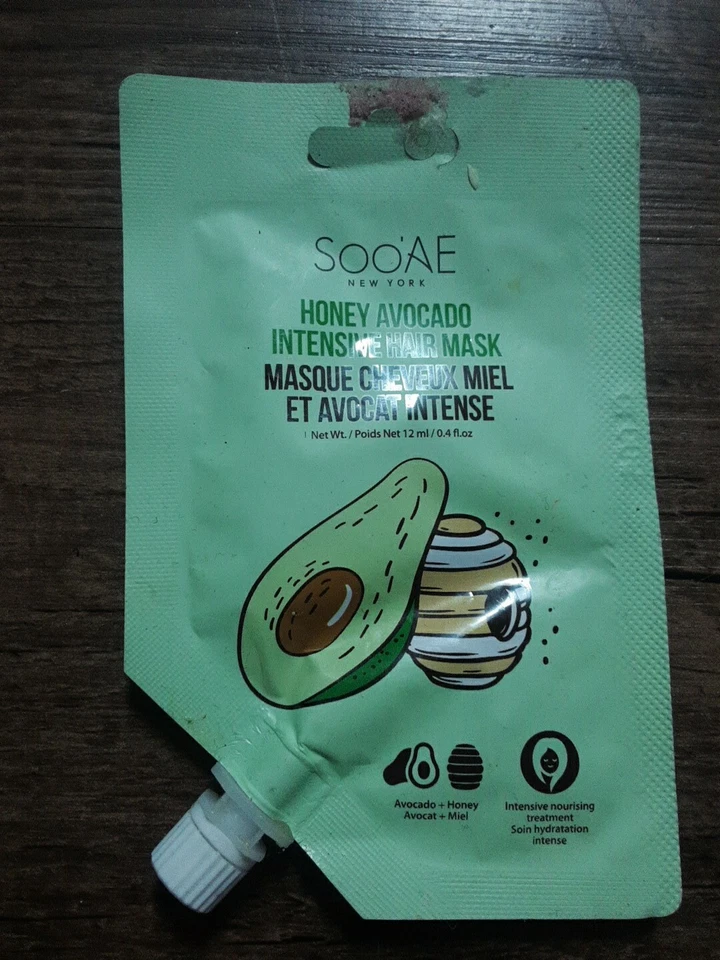 SOO'AE
NEW YORK
HONEY AVOCADO
INTENSIVE HAIR MASK
MASQUE CHEVEUX MIEL
ET AVOCAT INTENSE
Net Wt. / Poids Net 12 ml / 0.4 fl.oz
Avocado + Honey
Avocat + Miel
Intensive nourising
treatment
Soin hydratation
intense